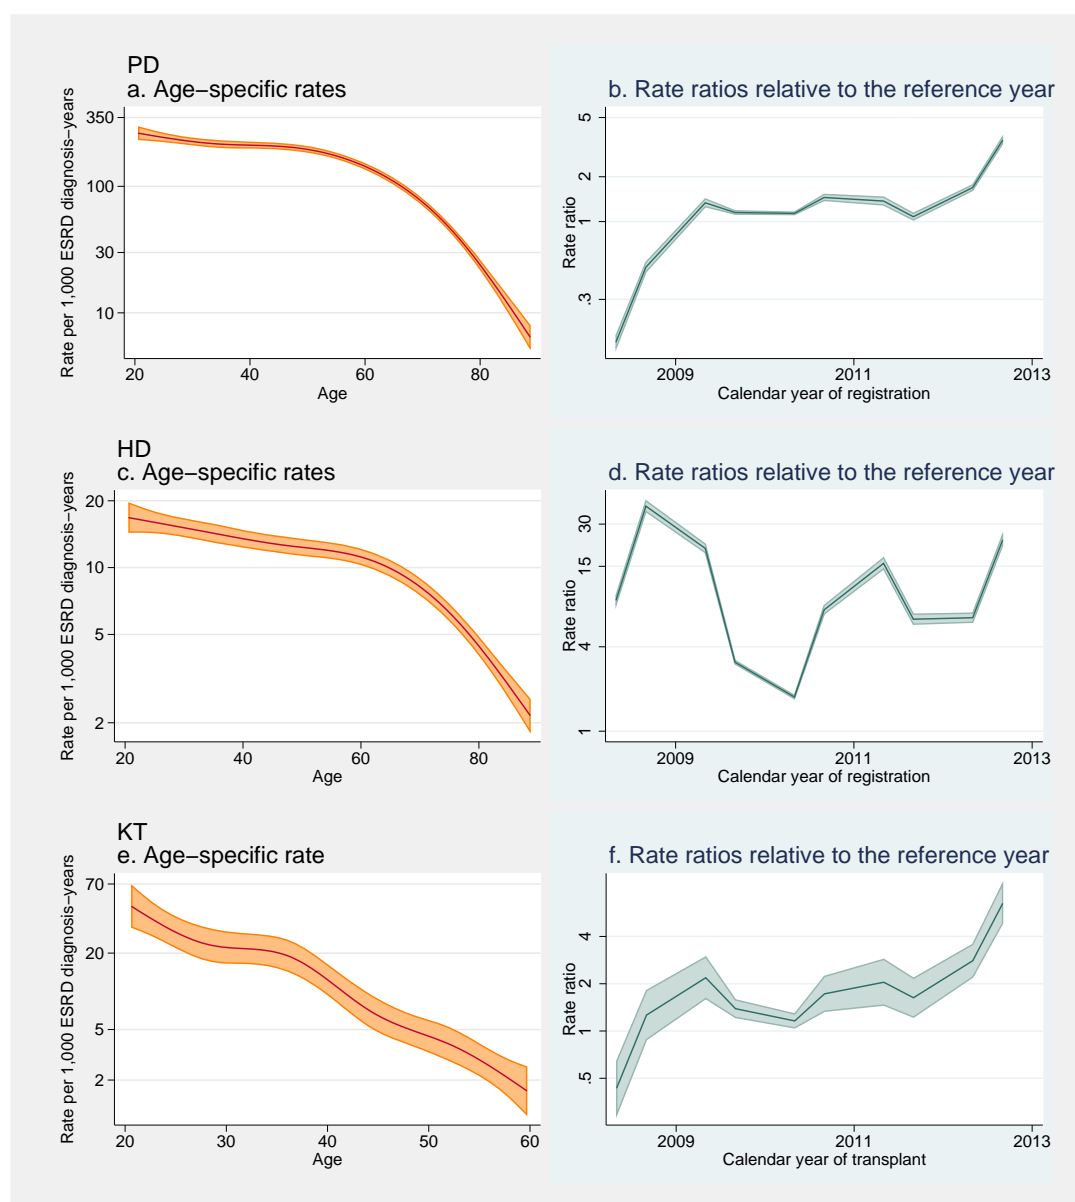 PD
a. Age−specific rates
Rate per 1,000 ESRD diagnosis−years
350
100
30
10
20 40 60 80
Age
b. Rate ratios relative to the reference year
Rate ratio
5
2
1
.3
2009 2011 2013
Calendar year of registration
HD
c. Age−specific rates
Rate per 1,000 ESRD diagnosis−years
20
10
5
2
20 40 60 80
Age
d. Rate ratios relative to the reference year
Rate ratio
30
15
4
1
2009 2011 2013
Calendar year of registration
KT
e. Age−specific rate
Rate per 1,000 ESRD diagnosis−years
70
20
5
2
20 30 40 50 60
Age
f. Rate ratios relative to the reference year
Rate ratio
4
2
1
.5
2009 2011 2013
Calendar year of transplant